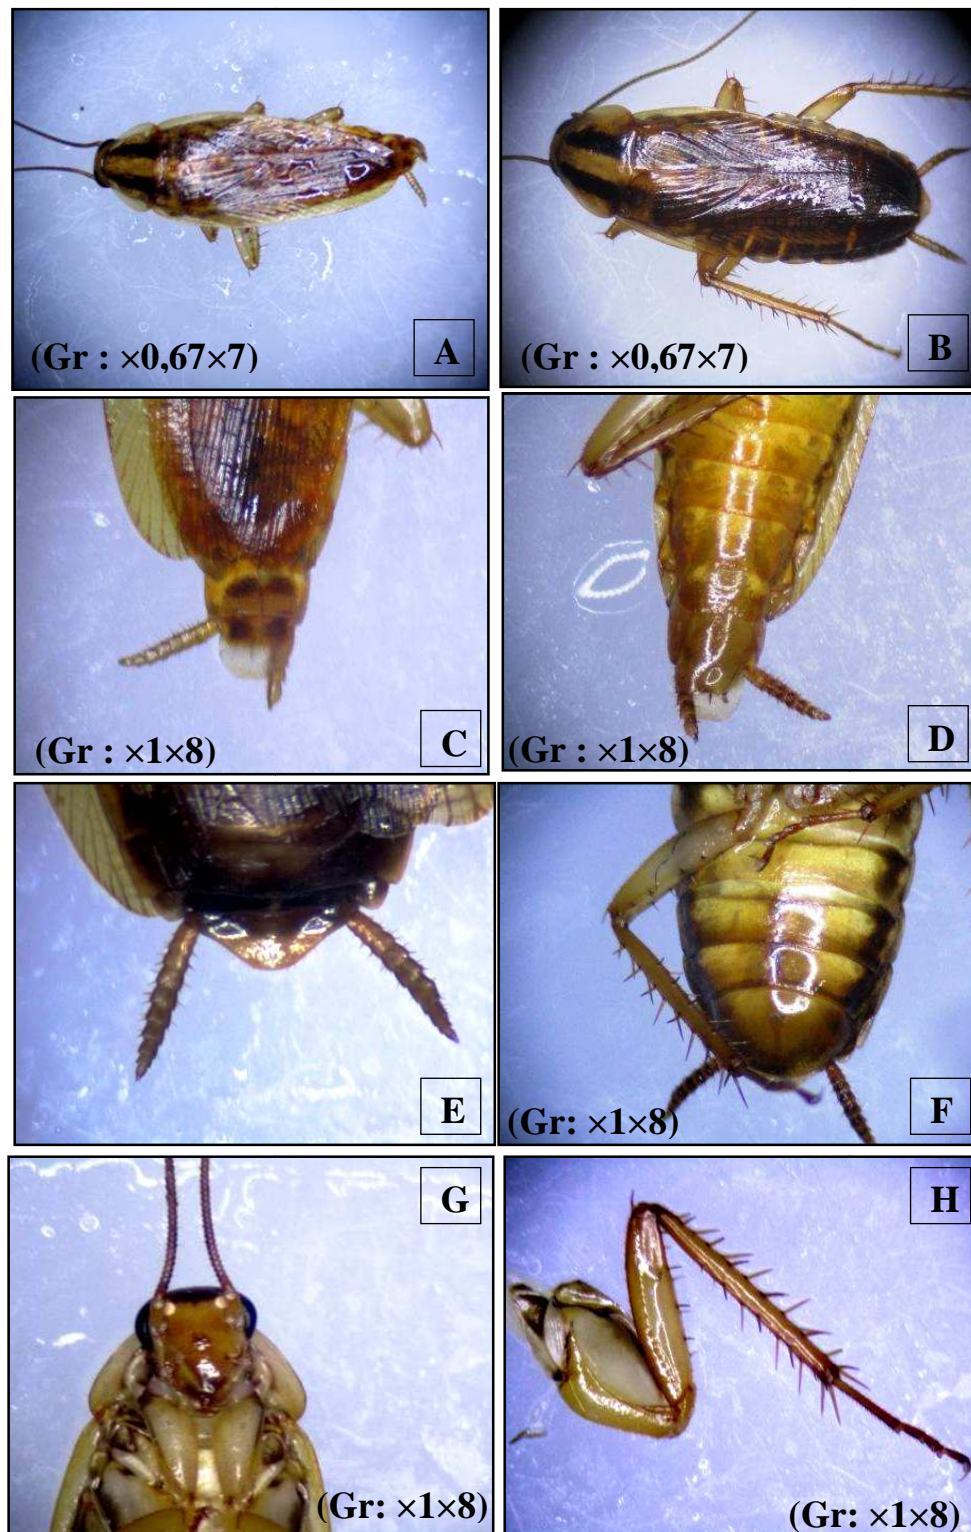 (Gr : ×0,67×7)
A
(Gr : ×0,67×7)
B
(Gr : ×1×8)
C
(Gr : ×1×8)
D
E
(Gr: ×1×8)
F
G
(Gr: ×1×8)
H
(Gr: ×1×8)